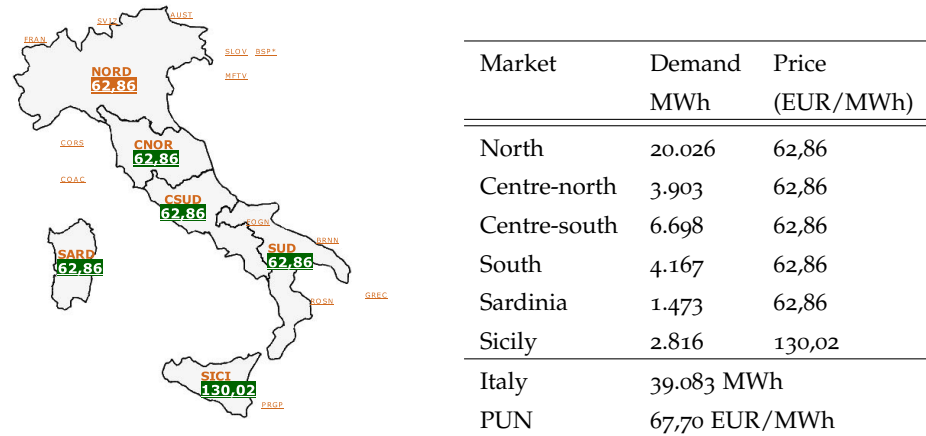 AUST
SVIZ
FRAN
SLOV BSP*
NORD
62,86
MFTV
CORS
CNOR
62,86
COAC
CSUD
62,86
FOGN
BRNN
SUD
62,86
SARD
62,86
ROSN
GREC
SICI
130,02
PRGP
Market Demand Price
MWh (EUR/MWh)
North 20.026 62,86
Centre-north 3.903 62,86
Centre-south 6.698 62,86
South 4.167 62,86
Sardinia 1.473 62,86
Sicily 2.816 130,02
Italy 39.083 MWh
PUN 67,70 EUR/MWh